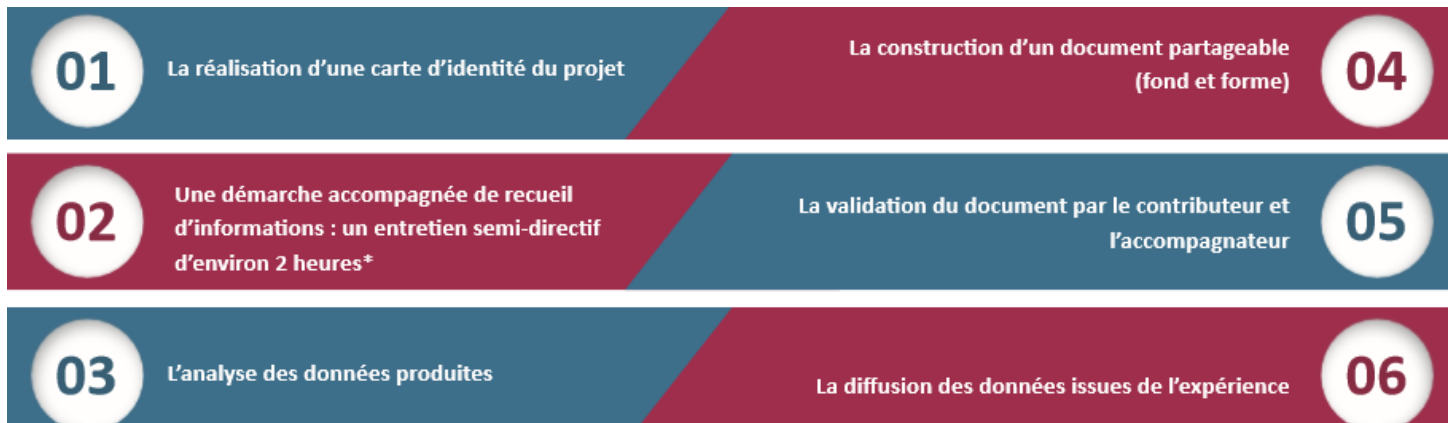 01
La réalisation d’une carte d’identité du projet
02
Une démarche accompagnée de recueil
d’informations : un entretien semi-directif
d’environ 2 heures*
03
L’analyse des données produites
La construction d’un document partageable
(fond et forme)
04
La validation du document par le contributeur et
l’accompagnateur
05
La diffusion des données issues de l’expérience
06